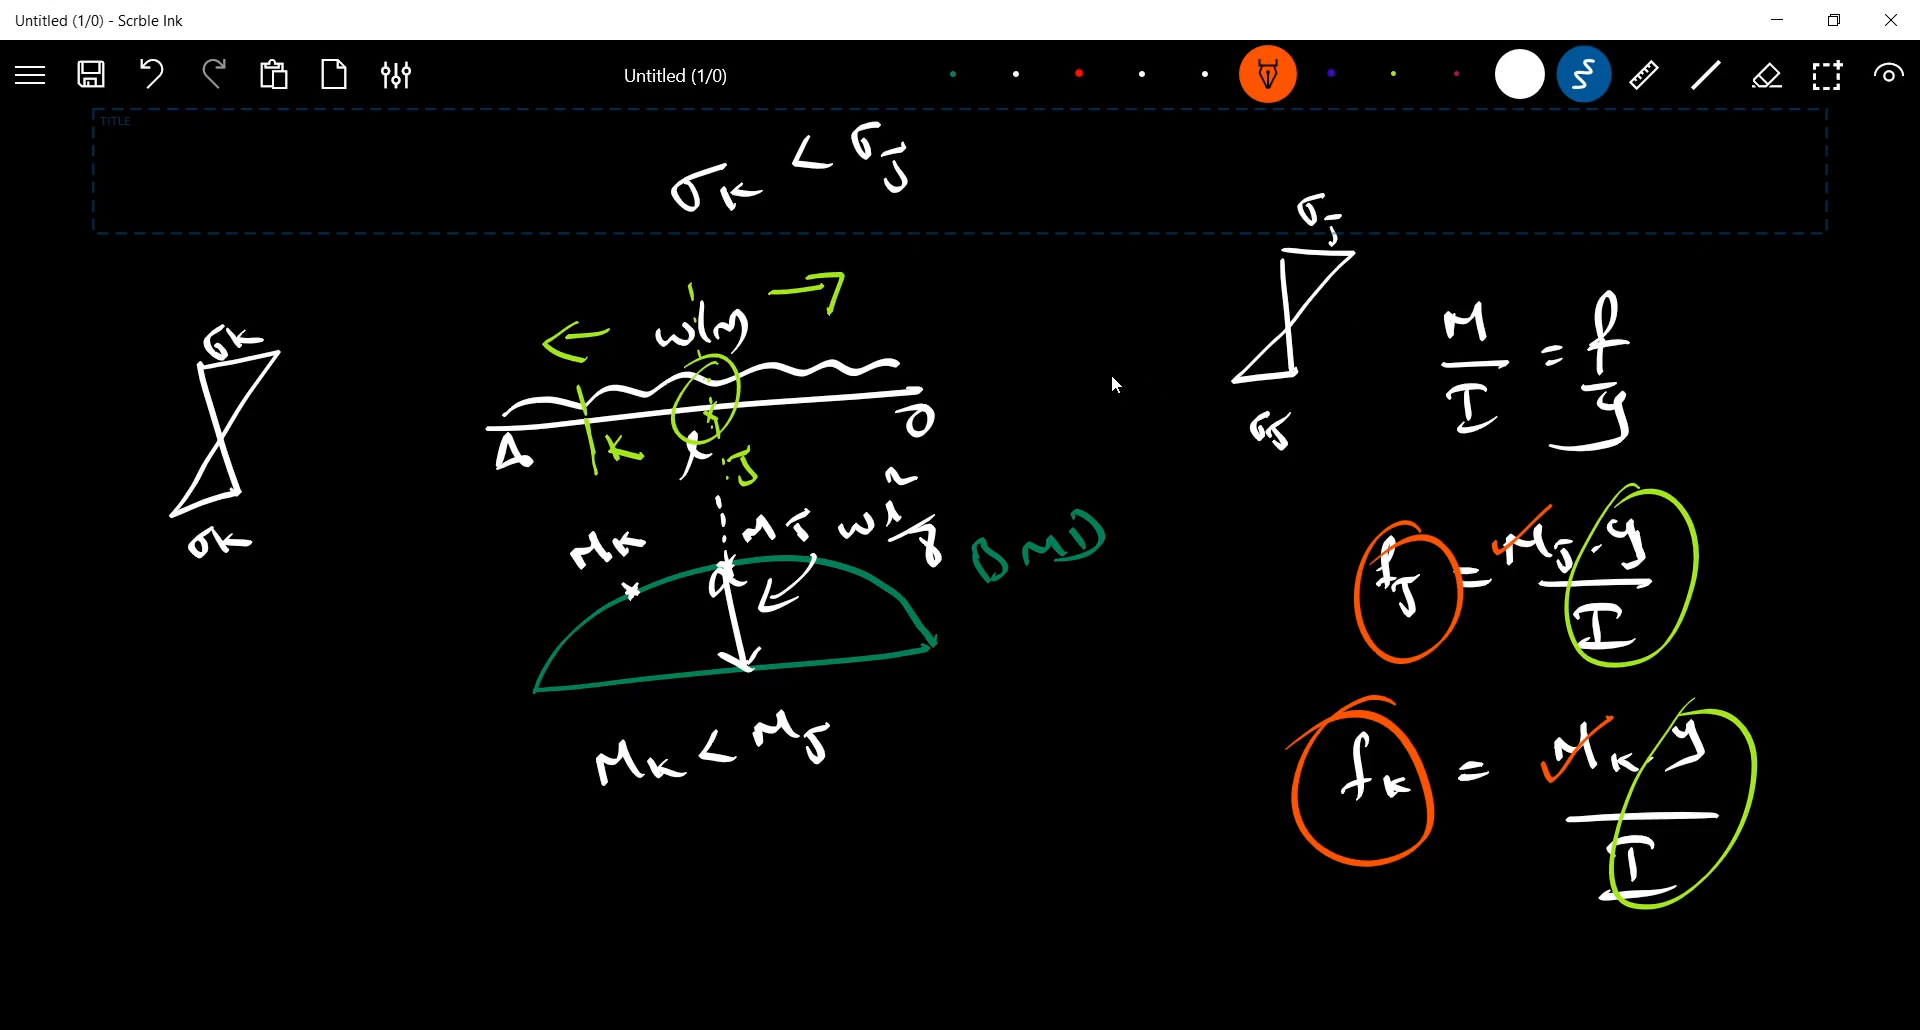 Untitled (1/0) - Scrble Ink
Untitled (1/0)
TITLE
σK < σJ
σJ
w/m
σK
M/I = f/y
A K l J
σJ
σK
MK MJ wl²/8
BMD
fJ = MJ . y / I
MK < MJ
fK = MK y / I